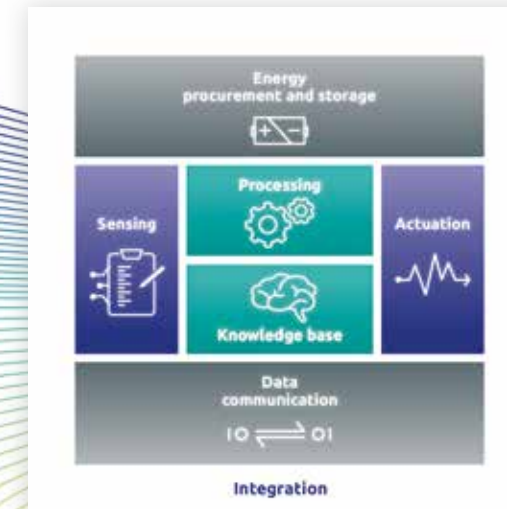 Energy
procurement and storage
Sensing
Processing
Actuation
Knowledge base
Data
communication
IO OI
Integration